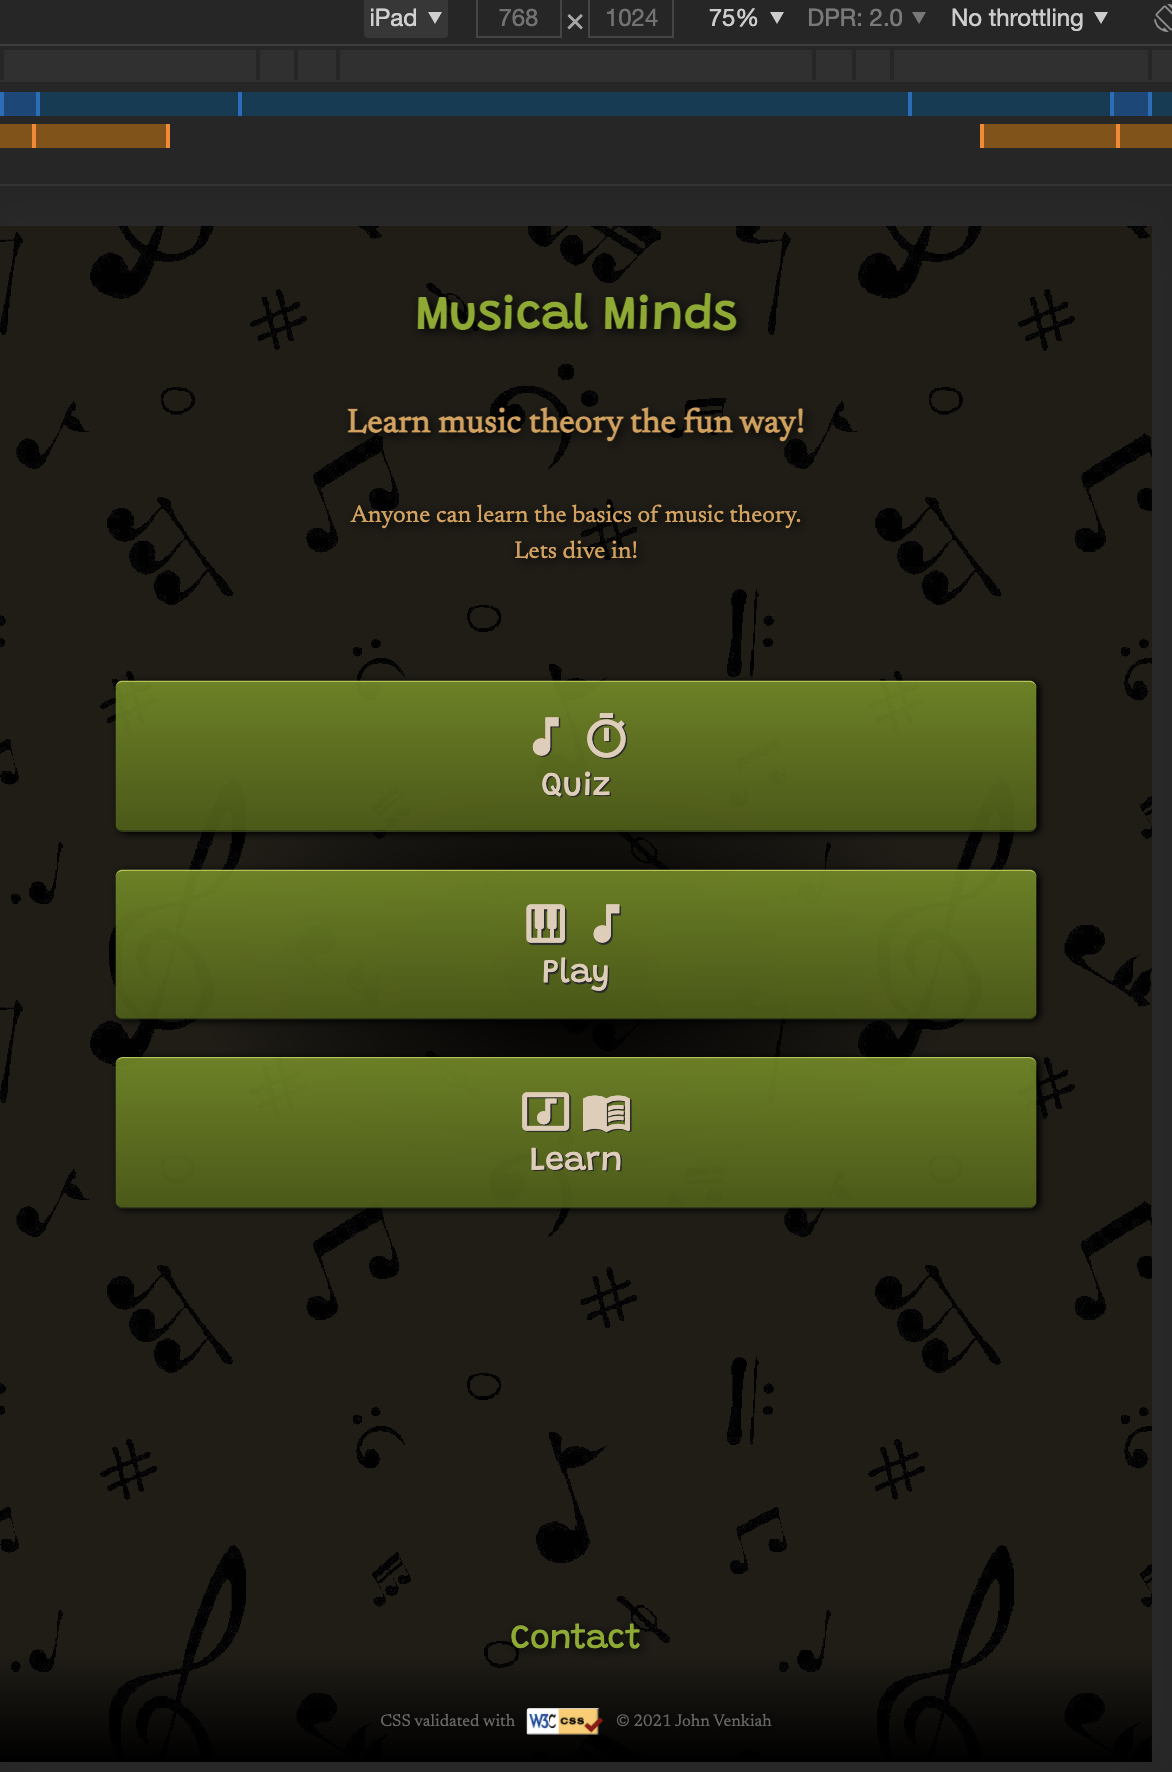 iPad ▼ 768 × 1024 75% ▼ DPR: 2.0 ▼ No throttling ▼
Musical Minds
Learn music theory the fun way!
Anyone can learn the basics of music theory.
Lets dive in!
Quiz
Play
Learn
Contact
CSS validated with W3C css © 2021 John Venkiah